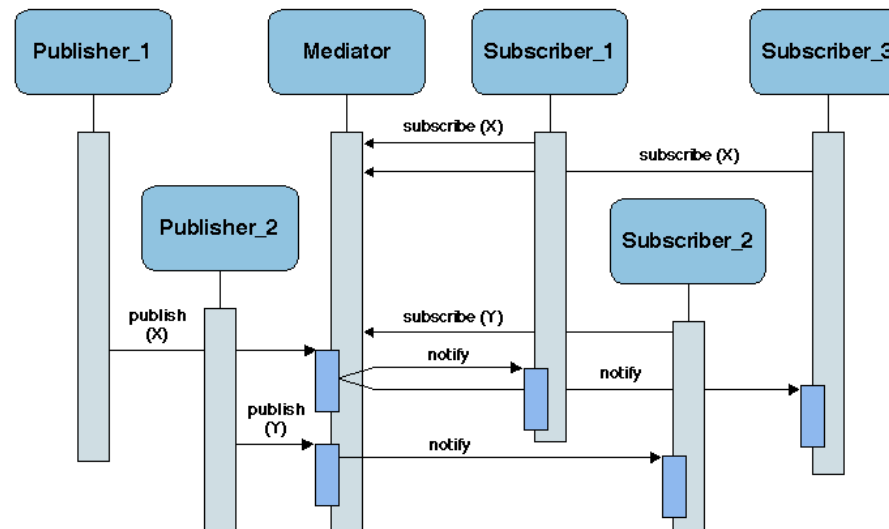 Publisher_1
Mediator
Subscriber_1
Subscriber_3
subscribe (X)
subscribe (X)
Publisher_2
Subscriber_2
publish
(X)
subscribe (Y)
notify
notify
publish
(Y)
notify